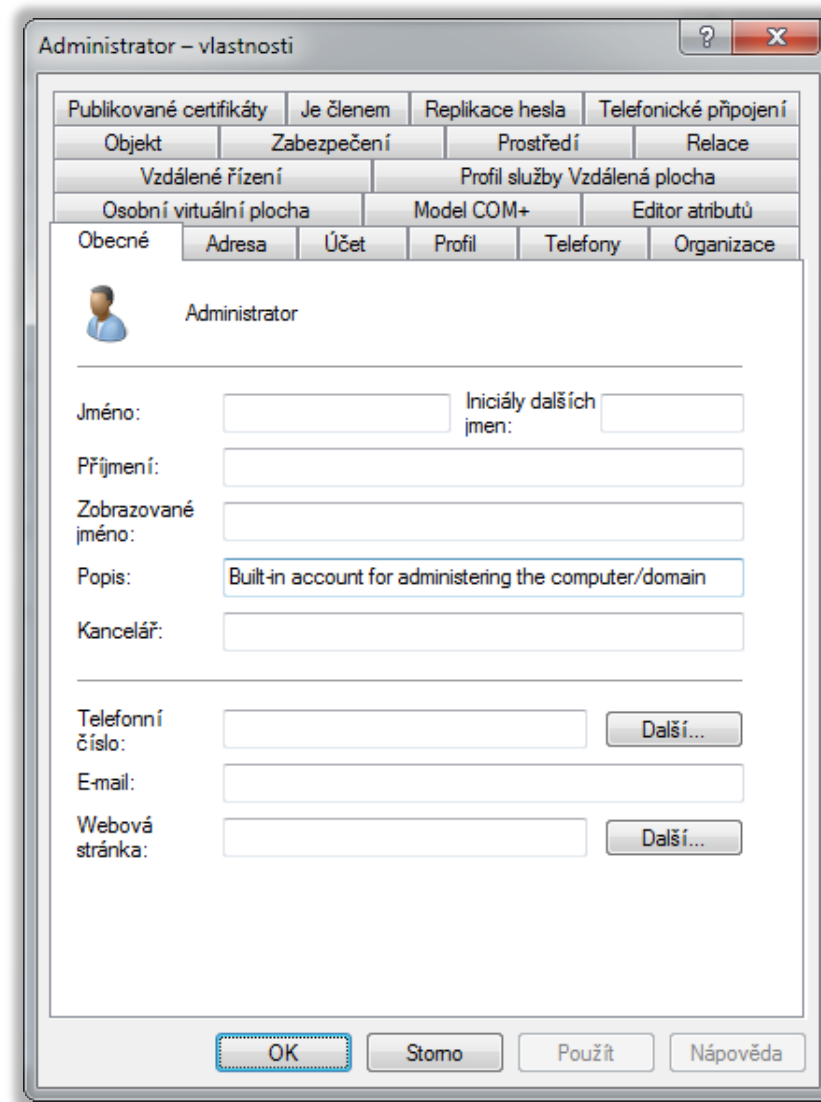 Administrator – vlastnosti
Publikované certifikáty Je členem Replikace hesla Telefonické připojení
Objekt Zabezpečení Prostředí Relace
Vzdálené řízení Profil služby Vzdálená plocha
Osobní virtuální plocha Model COM+ Editor atributů
Obecné Adresa Účet Profil Telefony Organizace
Administrator
Jméno: Iniciály dalších
jmen:
Příjmení:
Zobrazované
jméno:
Popis: Built-in account for administering the computer/domain
Kancelář:
Telefonní
číslo: Další...
E-mail:
Webová
stránka: Další...
OK Storno Použít Nápověda